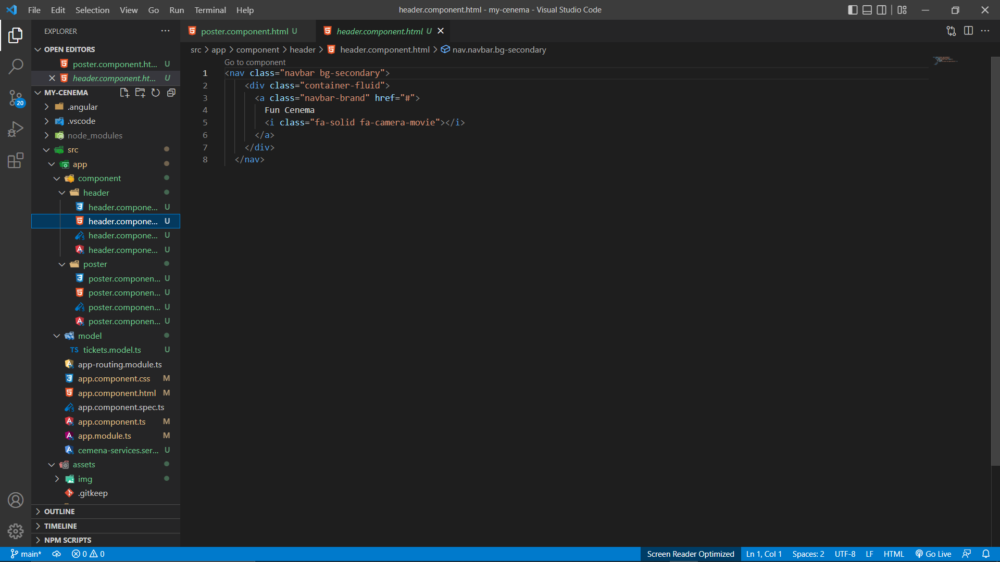 File Edit Selection View Go Run Terminal Help
header.component.html - my-cenema - Visual Studio Code
EXPLORER
OPEN EDITORS
poster.component.ht... U
header.component.ht... U
MY-CENEMA
.angular
.vscode
node_modules
src
app
component
header
header.compone... U
header.compone... U
header.compone... U
header.compone... U
poster
poster.componen... U
poster.componen... U
poster.componen... U
poster.componen... U
model
TS tickets.model.ts U
app-routing.module.ts
app.component.css M
app.component.html M
app.component.spec.ts
app.component.ts M
app.module.ts M
cemena-services.ser... U
assets
img
.gitkeep
OUTLINE
TIMELINE
NPM SCRIPTS
20
poster.component.html U
header.component.html U
src > app > component > header > header.component.html > nav.navbar.bg-secondary
Go to component
1 <nav class="navbar bg-secondary">
2 <div class="container-fluid">
3 <a class="navbar-brand" href="#">
4 Fun Cenema
5 <i class="fa-solid fa-camera-movie"></i>
6 </a>
7 </div>
8 </nav>
main* 0 0
Screen Reader Optimized Ln 1, Col 1 Spaces: 2 UTF-8 LF HTML Go Live